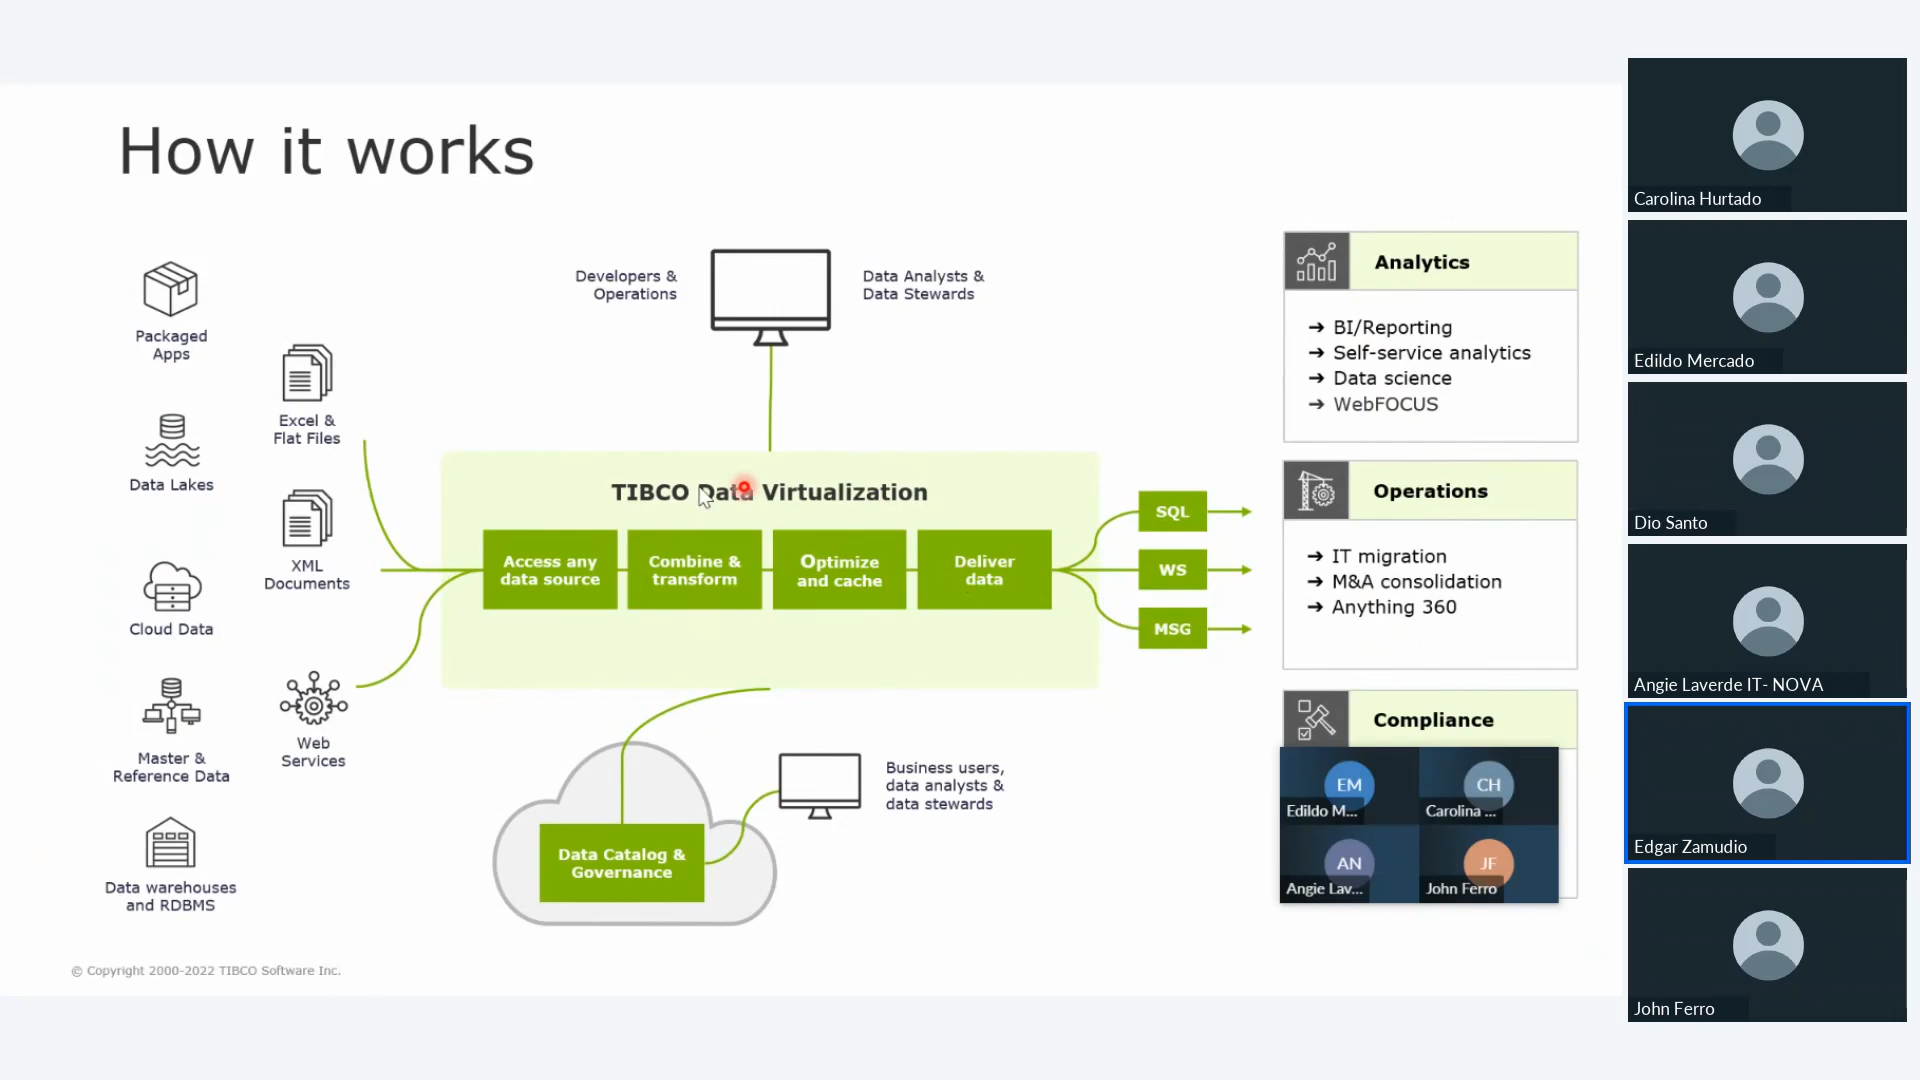 How it works
Packaged
Apps
Data Lakes
Cloud Data
Master &
Reference Data
Data warehouses
and RDBMS
Excel &
Flat Files
XML
Documents
Web
Services
Developers &
Operations
Data Analysts &
Data Stewards
TIBCO Data Virtualization
Access any
data source
Combine &
transform
Optimize
and cache
Deliver
data
SQL
WS
MSG
Data Catalog &
Governance
Business users,
data analysts &
data stewards
Analytics
➔ BI/Reporting
➔ Self-service analytics
➔ Data science
➔ WebFOCUS
Operations
➔ IT migration
➔ M&A consolidation
➔ Anything 360
Compliance
EM
Edildo M...
CH
Carolina ...
AN
Angie Lav...
JF
John Ferro
© Copyright 2000-2022 TIBCO Software Inc.
Carolina Hurtado
Edildo Mercado
Dio Santo
Angie Laverde IT- NOVA
Edgar Zamudio
John Ferro